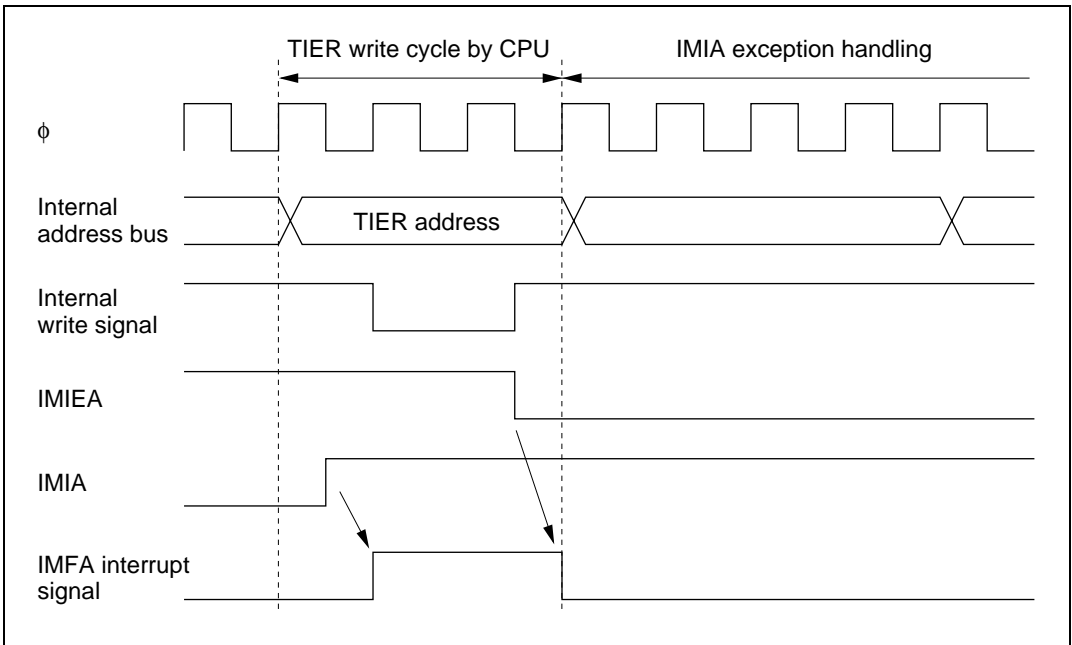 TIER write cycle by CPU
IMIA exception handling
ϕ
Internal
address bus
TIER address
Internal
write signal
IMIEA
IMIA
IMFA interrupt
signal